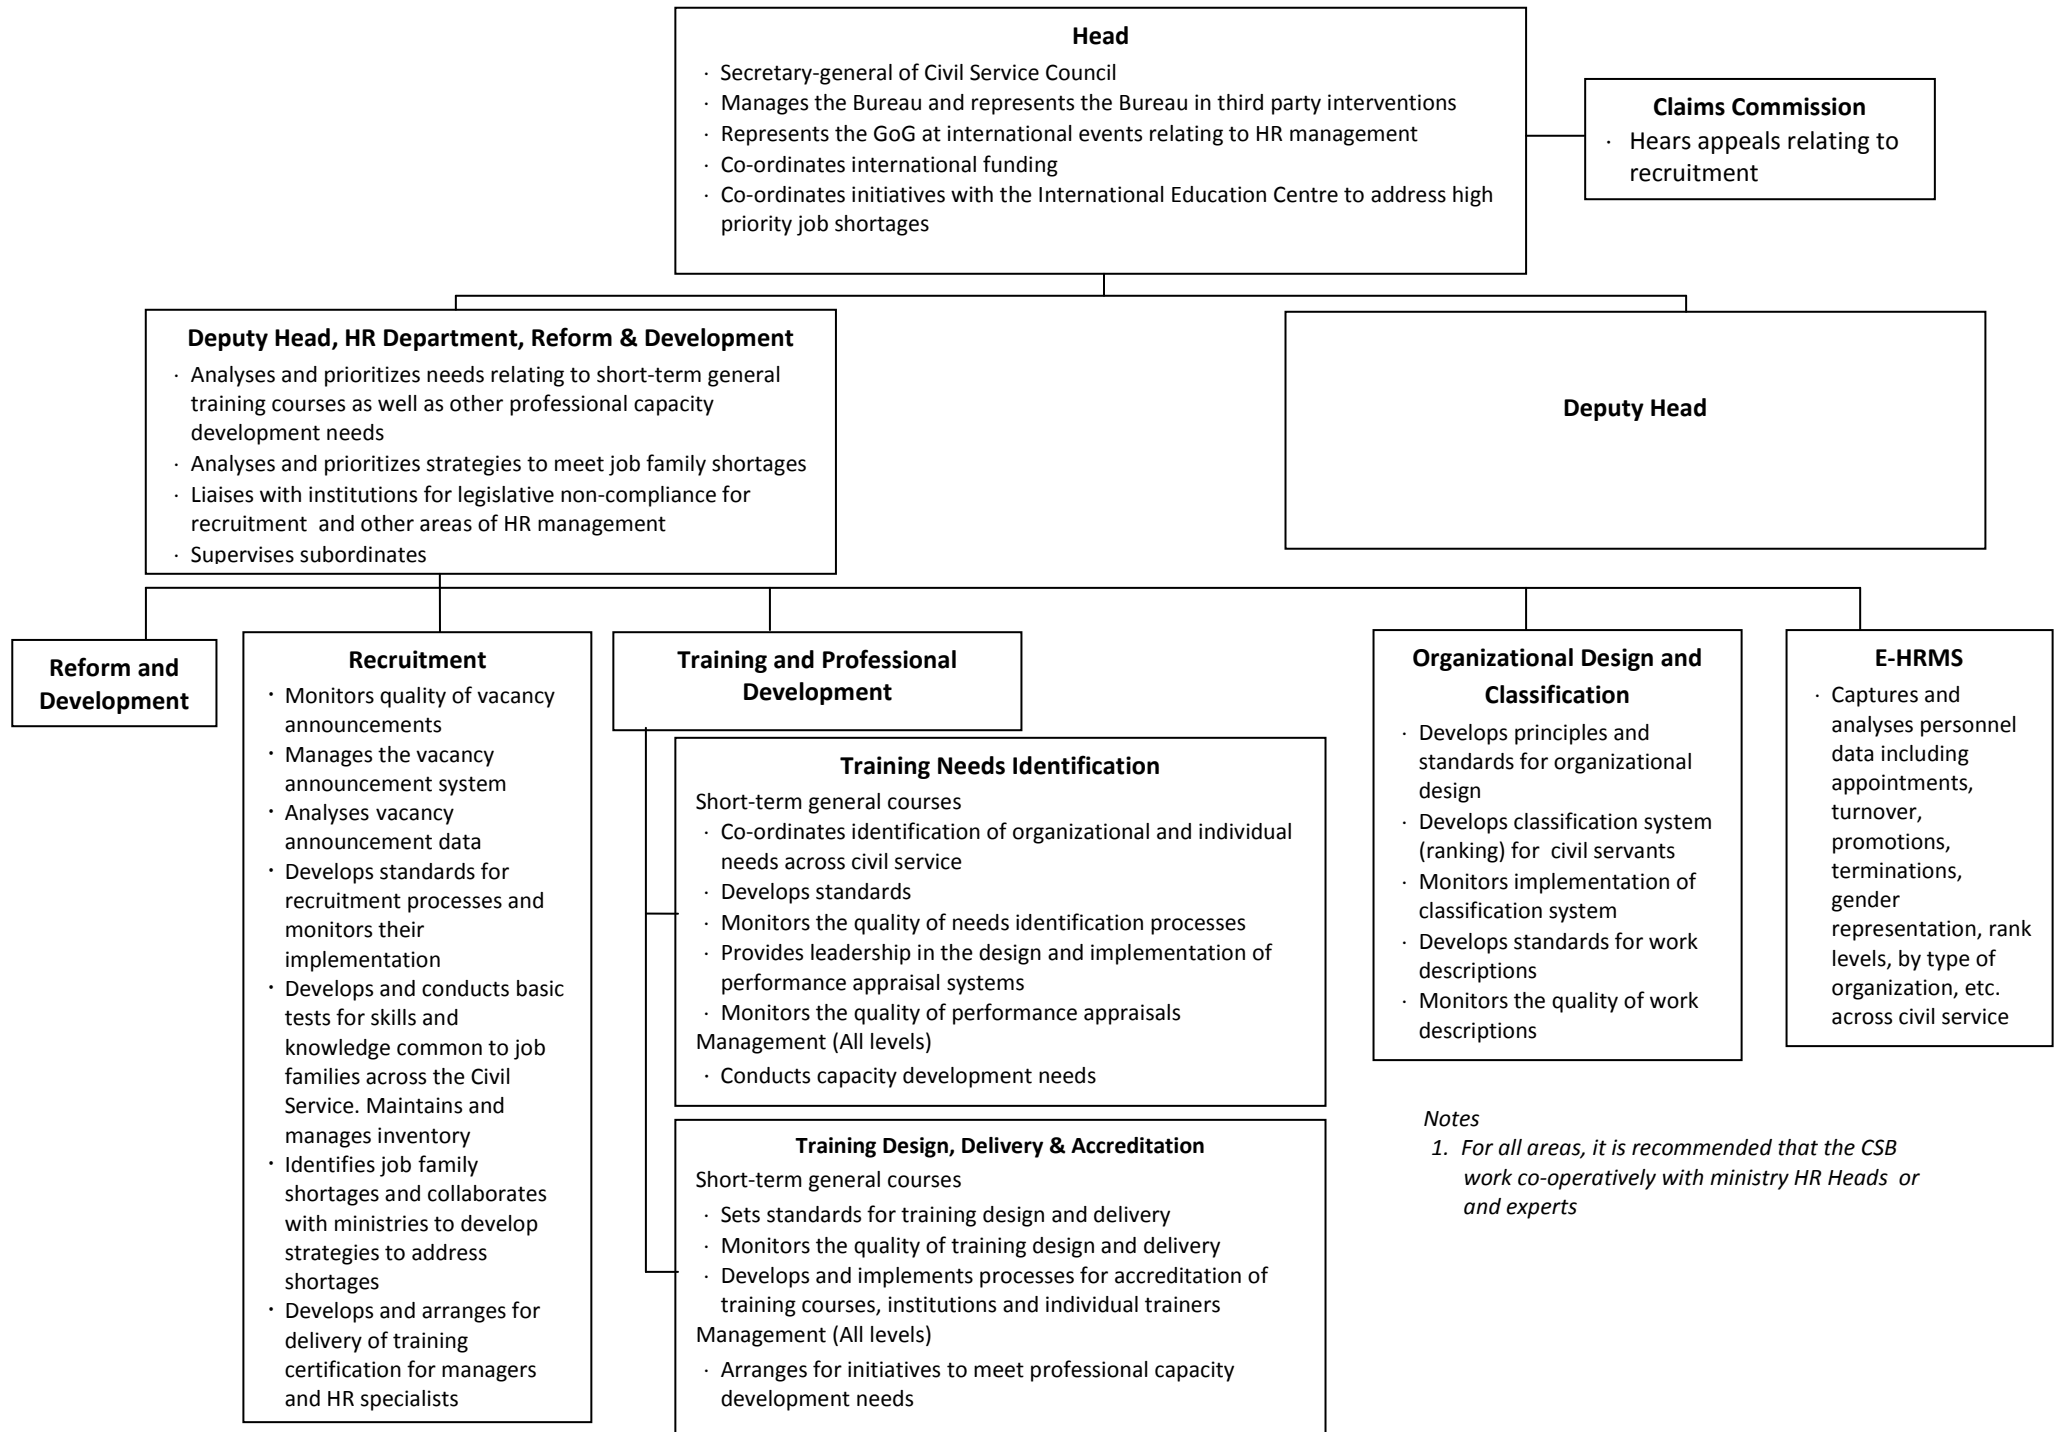 Head
· Secretary-general of Civil Service Council
· Manages the Bureau and represents the Bureau in third party interventions
· Represents the GoG at international events relating to HR management
· Co-ordinates international funding
· Co-ordinates initiatives with the International Education Centre to address high
priority job shortages
Claims Commission
· Hears appeals relating to
recruitment
Deputy Head, HR Department, Reform & Development
· Analyses and prioritizes needs relating to short-term general
training courses as well as other professional capacity
development needs
· Analyses and prioritizes strategies to meet job family shortages
· Liaises with institutions for legislative non-compliance for
recruitment  and other areas of HR management
· Supervises subordinates
Deputy Head
Reform and
Development
Recruitment
· Monitors quality of vacancy
announcements
· Manages the vacancy
announcement system
· Analyses vacancy
announcement data
· Develops standards for
recruitment processes and
monitors their
implementation
· Develops and conducts basic
tests for skills and
knowledge common to job
families across the Civil
Service. Maintains and
manages inventory
· Identifies job family
shortages and collaborates
with ministries to develop
strategies to address
shortages
· Develops and arranges for
delivery of training
certification for managers
and HR specialists
Training and Professional
Development
Training Needs Identification
Short-term general courses
· Co-ordinates identification of organizational and individual
needs across civil service
· Develops standards
· Monitors the quality of needs identification processes
· Provides leadership in the design and implementation of
performance appraisal systems
· Monitors the quality of performance appraisals
Management (All levels)
· Conducts capacity development needs
Training Design, Delivery & Accreditation
Short-term general courses
· Sets standards for training design and delivery
· Monitors the quality of training design and delivery
· Develops and implements processes for accreditation of
training courses, institutions and individual trainers
Management (All levels)
· Arranges for initiatives to meet professional capacity
development needs
Organizational Design and
Classification
· Develops principles and
standards for organizational
design
· Develops classification system
(ranking) for  civil servants
· Monitors implementation of
classification system
· Develops standards for work
descriptions
· Monitors the quality of work
descriptions
E-HRMS
· Captures and
analyses personnel
data including
appointments,
turnover,
promotions,
terminations,
gender
representation, rank
levels, by type of
organization, etc.
across civil service
Notes
1. For all areas, it is recommended that the CSB
work co-operatively with ministry HR Heads  or
and experts